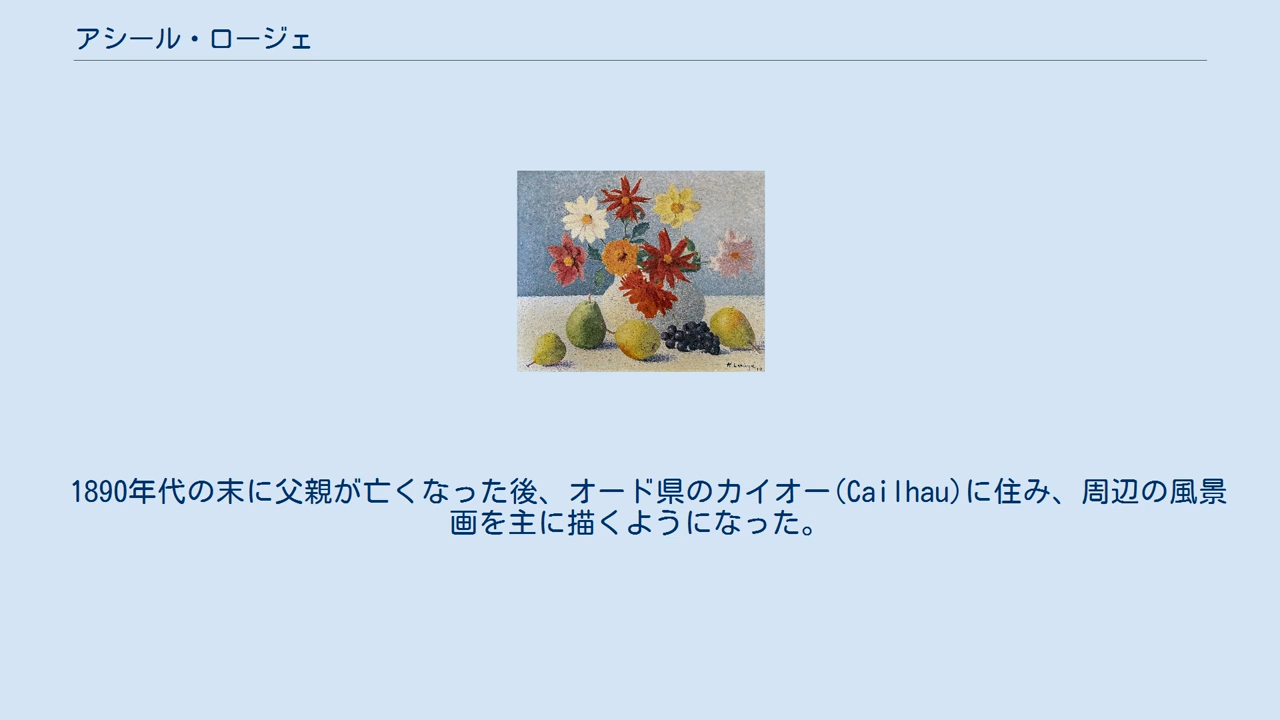 アシール・ロージェ
1890年代の末に父親が亡くなった後、オード県のカイオー(Cailhau)に住み、周辺の風景
画を主に描くようになった。